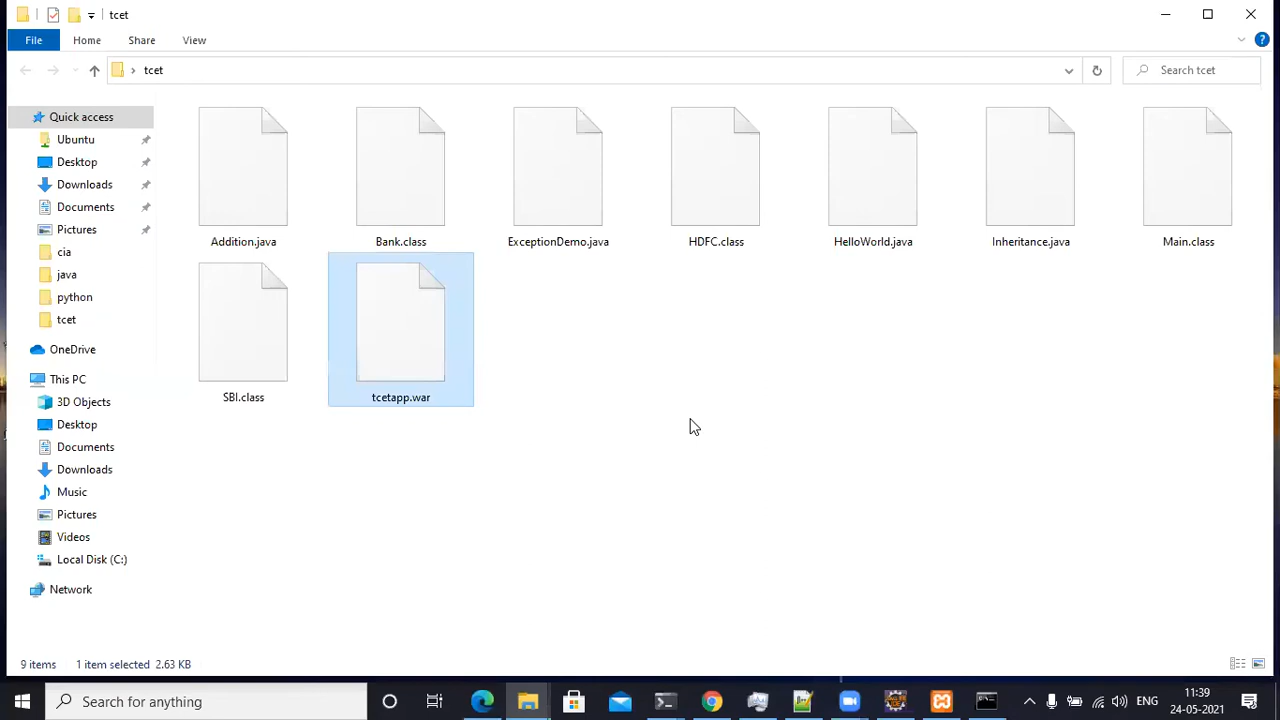 tcet
File Home Share View
tcet
Search tcet
Quick access
Ubuntu
Desktop
Downloads
Documents
Pictures
cia
java
python
tcet
OneDrive
This PC
3D Objects
Desktop
Documents
Downloads
Music
Pictures
Videos
Local Disk (C:)
Network
Addition.java Bank.class ExceptionDemo.java HDFC.class HelloWorld.java Inheritance.java Main.class
SBI.class tcetapp.war
9 items 1 item selected 2.63 KB
Search for anything
ENG
11:39
24-05-2021